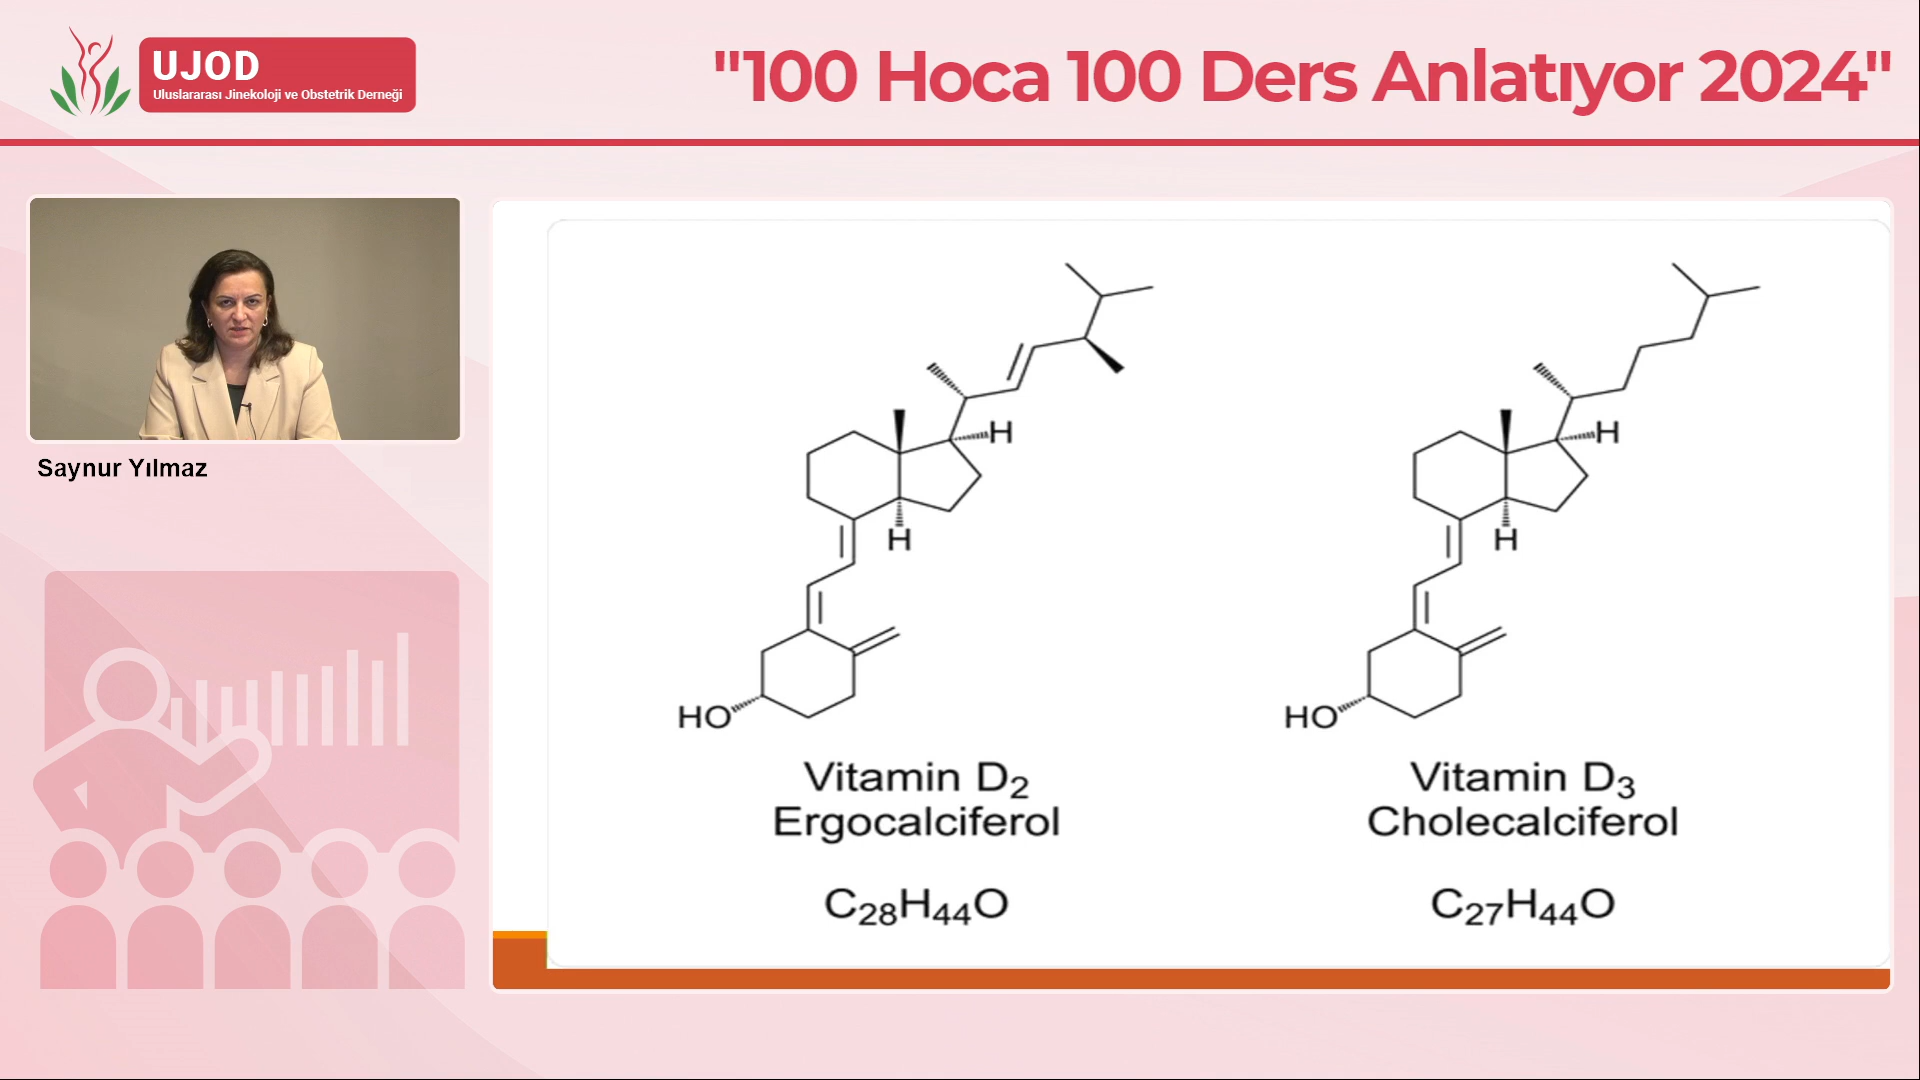 UJOD
Uluslararası Jinekoloji ve Obstetrik Derneği
"100 Hoca 100 Ders Anlatıyor 2024"
Saynur Yılmaz
H
H
HO
Vitamin D₂
Ergocalciferol
C₂₈H₄₄O
H
H
HO
Vitamin D₃
Cholecalciferol
C₂₇H₄₄O